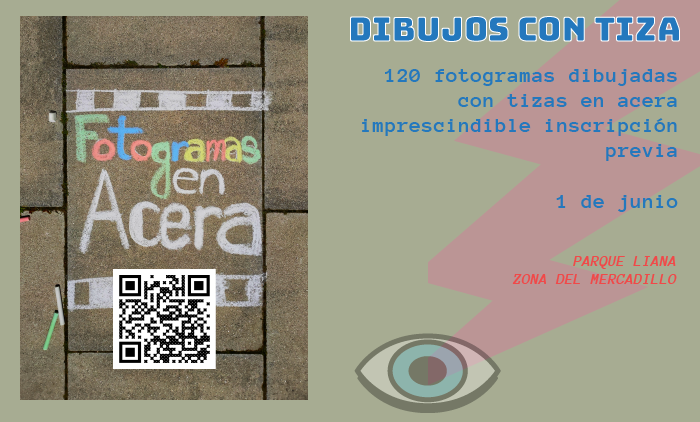 DIBUJOS CON TIZA
120 fotogramas dibujadas
con tizas en acera
imprescindible inscripción
previa
1 de junio
PARQUE LIANA
ZONA DEL MERCADILLO
Fotogramas
en
Acera